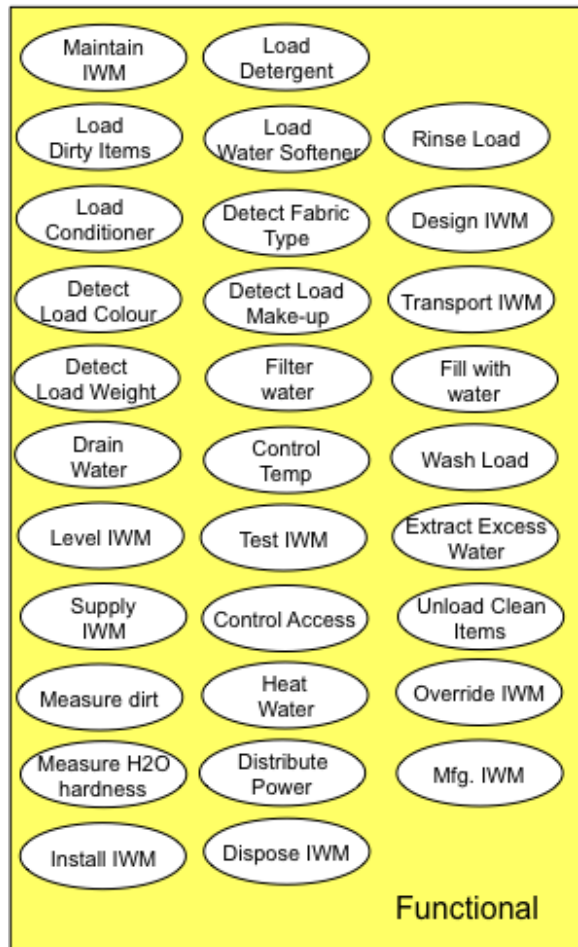 Maintain
IWM
Load
Detergent
Load
Dirty Items
Load
Water Softener
Rinse Load
Load
Conditioner
Detect Fabric
Type
Design IWM
Detect
Load Colour
Detect Load
Make-up
Transport IWM
Detect
Load Weight
Filter
water
Fill with
water
Drain
Water
Control
Temp
Wash Load
Level IWM
Test IWM
Extract Excess
Water
Supply
IWM
Control Access
Unload Clean
Items
Measure dirt
Heat
Water
Override IWM
Measure H2O
hardness
Distribute
Power
Mfg. IWM
Install IWM
Dispose IWM
Functional